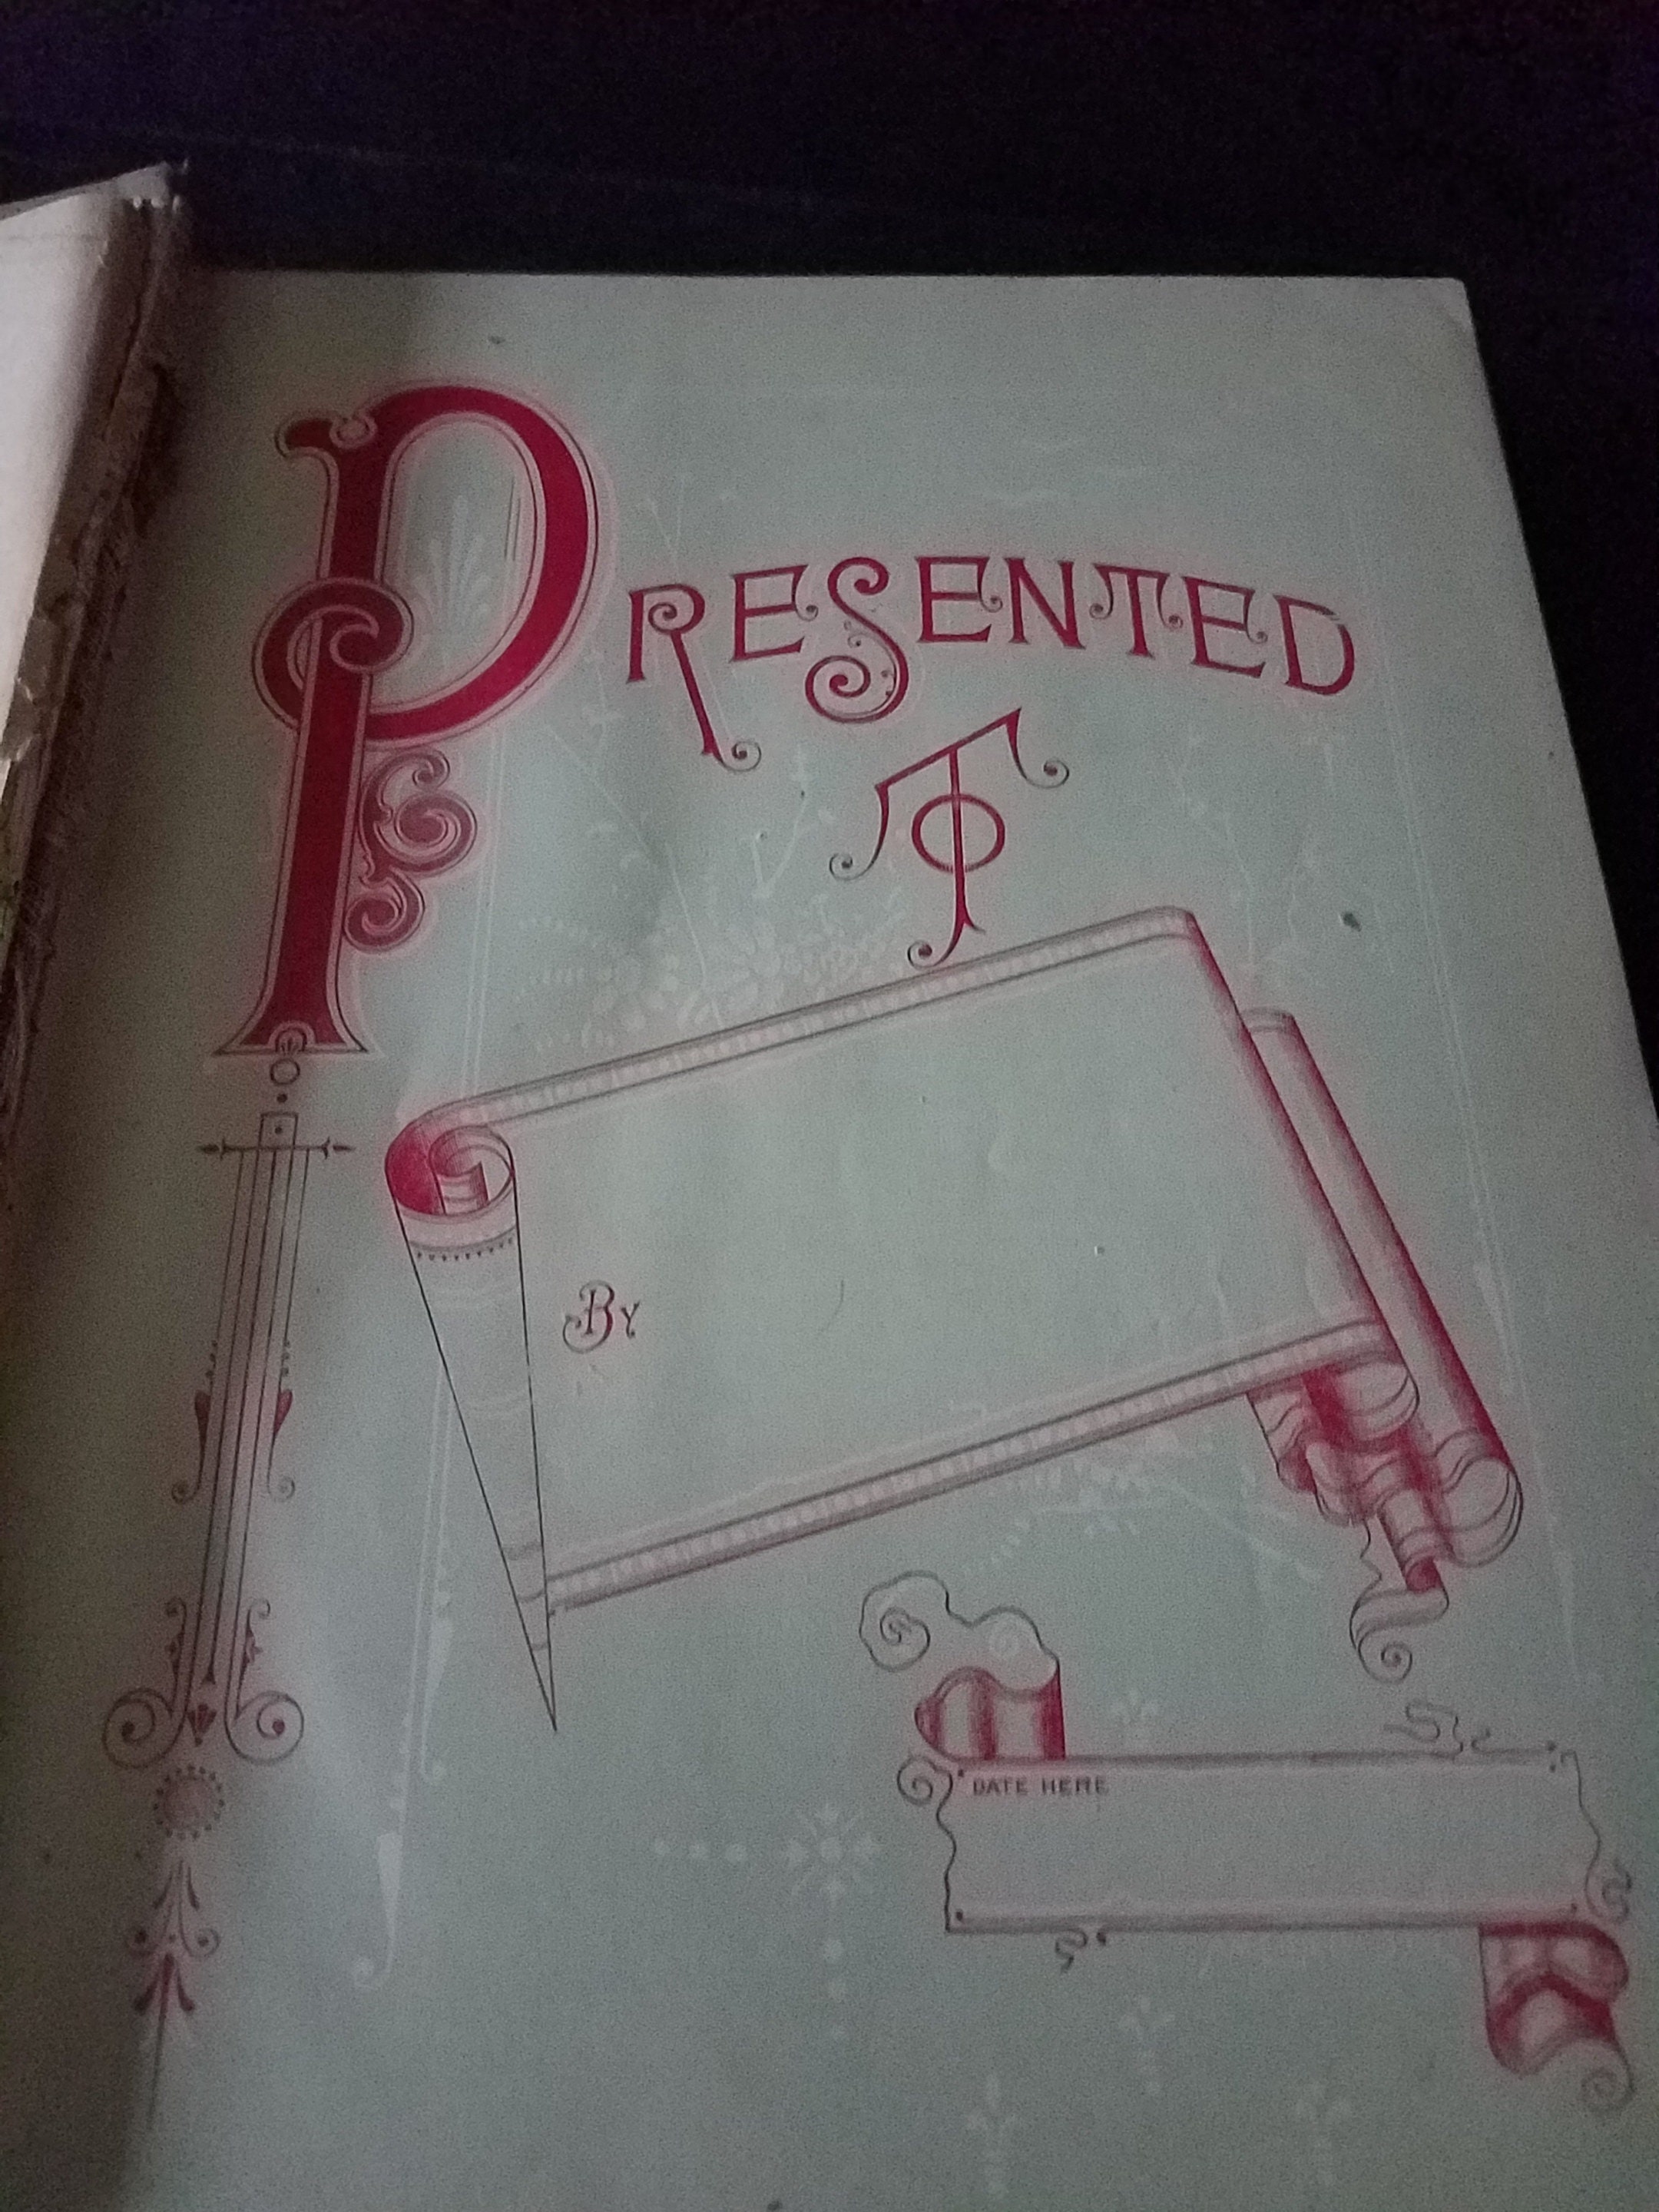 PRESENTED
TO
BY
DATE HERE